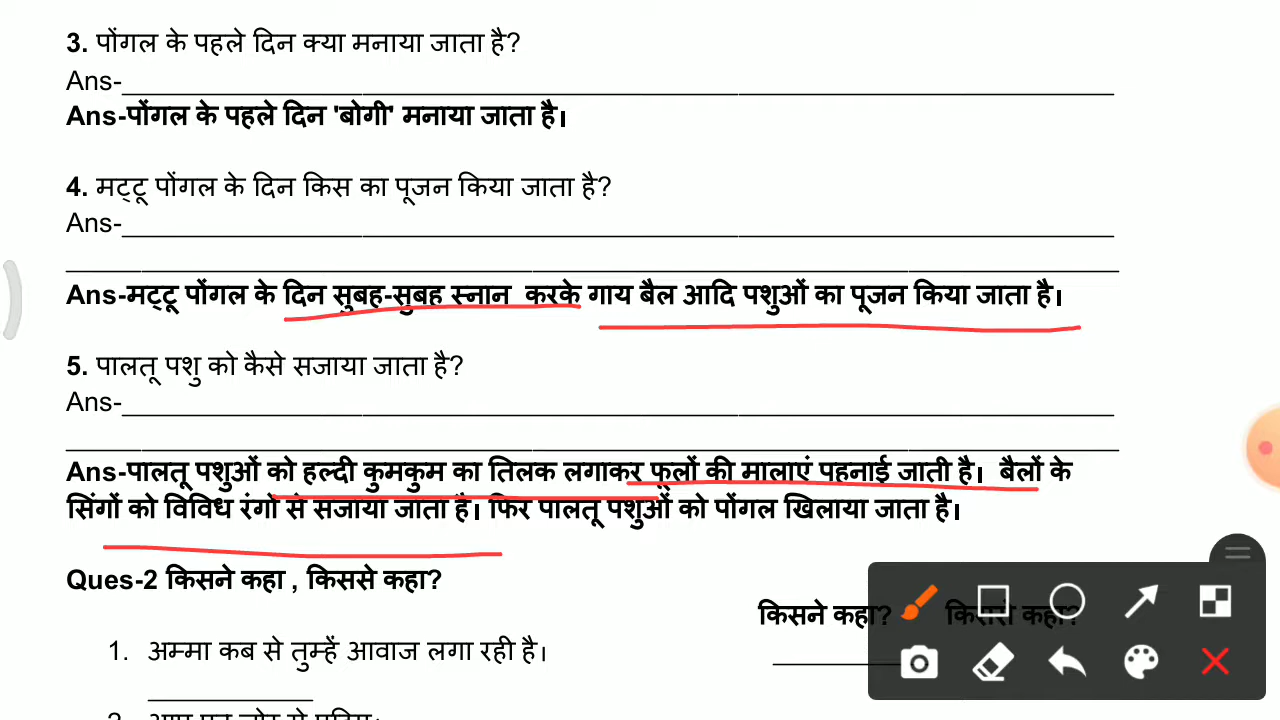 3. पोंगल के पहले दिन क्या मनाया जाता है?
Ans-
Ans-पोंगल के पहले दिन 'बोगी' मनाया जाता है।
4. मट्टू पोंगल के दिन किस का पूजन किया जाता है?
Ans-
Ans-मट्टू पोंगल के दिन सुबह-सुबह स्नान करके गाय बैल आदि पशुओं का पूजन किया जाता है।
5. पालतू पशु को कैसे सजाया जाता है?
Ans-
Ans-पालतू पशुओं को हल्दी कुमकुम का तिलक लगाकर फूलों की मालाएं पहनाई जाती है। बैलों के
सिंगों को विविध रंगो से सजाया जाता है। फिर पालतू पशुओं को पोंगल खिलाया जाता है।
Ques-2 किसने कहा , किससे कहा?
किसने कहा? किससे कहा?
1. अम्मा कब से तुम्हें आवाज लगा रही है।